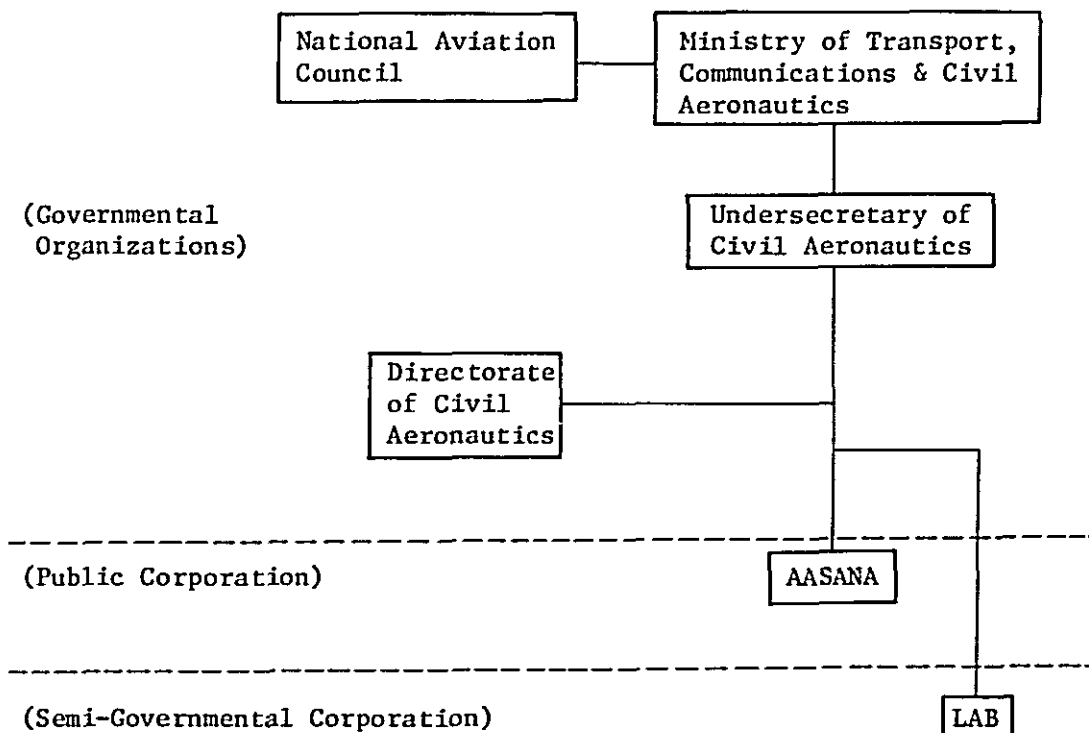 National Aviation
Council
Ministry of Transport,
Communications & Civil
Aeronautics
(Governmental
Organizations)
Undersecretary of
Civil Aeronautics
Directorate
of Civil
Aeronautics
(Public Corporation)
AASANA
(Semi-Governmental Corporation)
LAB